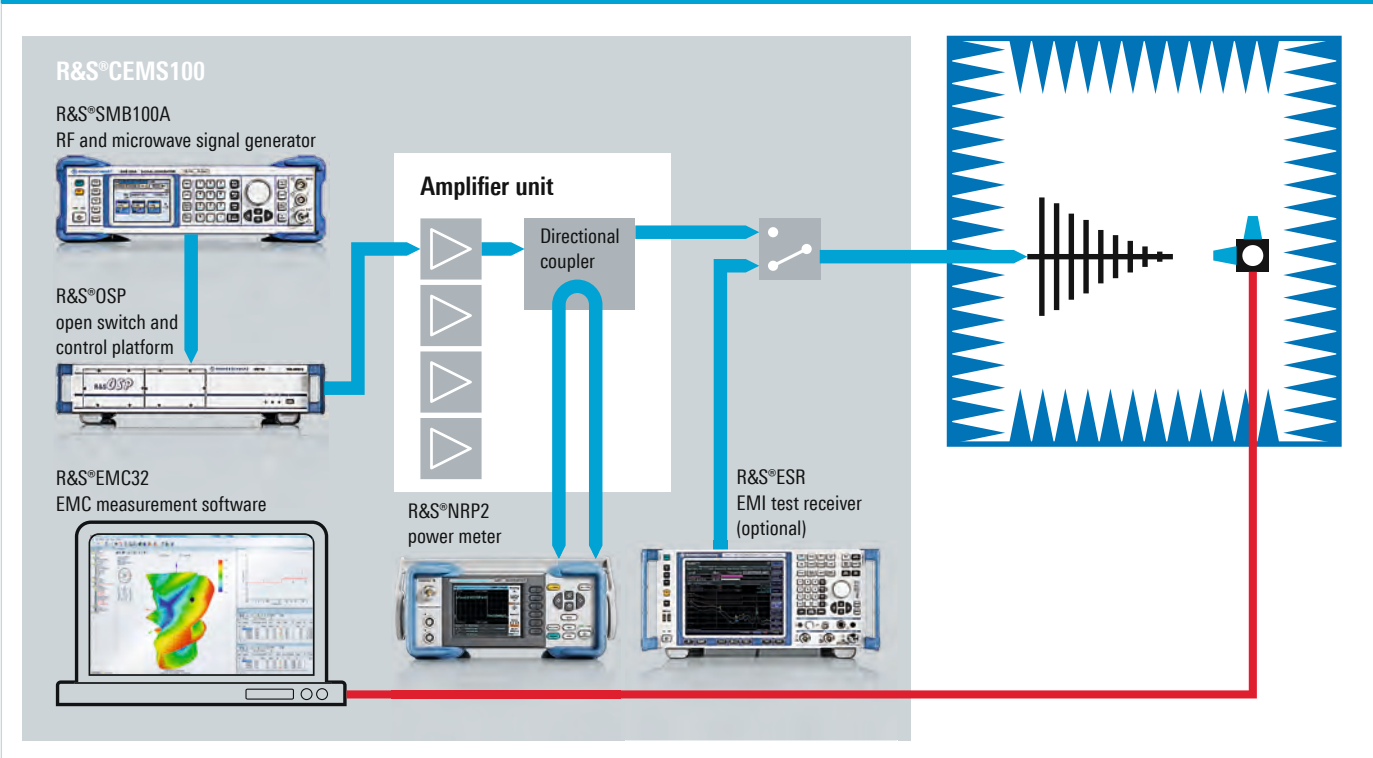 R&S®CEMS100
R&S®SMB100A
RF and microwave signal generator
R&S®OSP
open switch and
control platform
R&S OSP
R&S®EMC32
EMC measurement software
Amplifier unit
Directional
coupler
R&S®NRP2
power meter
R&S®ESR
EMI test receiver
(optional)